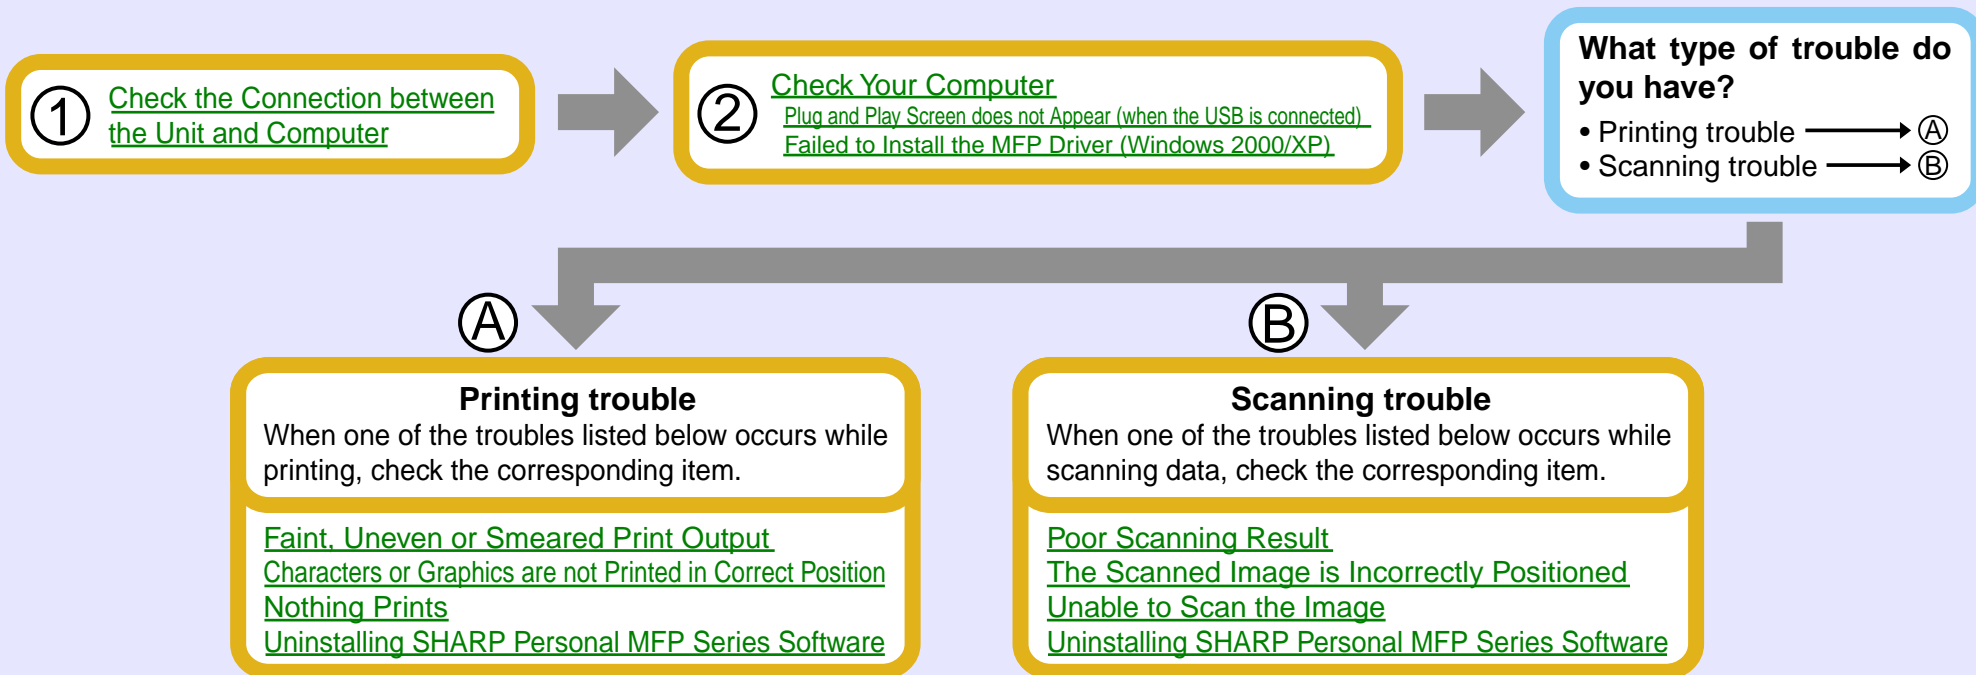 ① Check the Connection between
the Unit and Computer
② Check Your Computer
Plug and Play Screen does not Appear (when the USB is connected)
Failed to Install the MFP Driver (Windows 2000/XP)
What type of trouble do
you have?
• Printing trouble → Ⓐ
• Scanning trouble → Ⓑ
Ⓐ
Printing trouble
When one of the troubles listed below occurs while
printing, check the corresponding item.
Faint, Uneven or Smeared Print Output
Characters or Graphics are not Printed in Correct Position
Nothing Prints
Uninstalling SHARP Personal MFP Series Software
Ⓑ
Scanning trouble
When one of the troubles listed below occurs while
scanning data, check the corresponding item.
Poor Scanning Result
The Scanned Image is Incorrectly Positioned
Unable to Scan the Image
Uninstalling SHARP Personal MFP Series Software